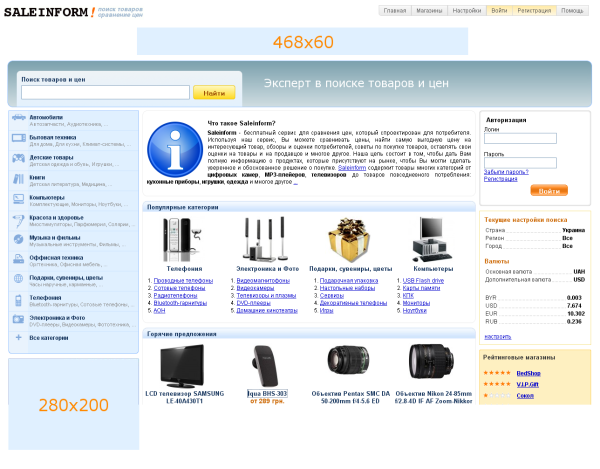 SALEINFORM!
поиск товаров
сравнение цен
Главная Магазины Настройки Войти Регистрация Помощь
468x60
Поиск товаров и цен
Найти
Эксперт в поиске товаров и цен
Автомобили
Автозапчасти, Аудиотехника, ...
Бытовая техника
Для дома, Для кухни, Климат-системы, ...
Детские товары
Детская одежда и обувь, Игрушки, ...
Книги
Детская литература, Медицина, ...
Компьютеры
Комплектующие, Мониторы, Ноутбуки, ...
Красота и здоровье
Миостимуляторы, Парфюмерия, Солярии, ...
Музыка и фильмы
Музыкальные инструменты, Фильмы, ...
Оффисная техника
Оргтехника, Офисная мебель, ...
Подарки, сувениры, цветы
Часы наручные, карманные, ...
Телефония
Bluetooth-гарнитуры, Сотовые телефоны, ...
Электроника и Фото
DVD-плееры, Видеокамеры, Фотокамеры, ...
+ Все категории
280x200
Что такое Saleinform?
Saleinform - бесплатный сервис для сравнения цен, который спроектирован для потребителя.
Используя наш сервис, Вы можете сравнивать цены, найти самую выгодную цену на
интересующий товар, обзоры и оценки потребителей, советы по покупке товаров, оставлять свои
оценки на товары и на продавцов и многое другое. Наша цель состоит в том, чтобы дать Вам
полную информацию о продуктах, которые присутствуют на рынке, чтобы Вы могли сделать
уверенное и обоснованное решение о покупке. Saleinform содержит товары многих категорий от
цифровых камер, MP3-плееров, телевизоров до товаров повседневного потребления:
кухонные приборы, игрушки, одежда и многое другое ...
Популярные категории
Телефония
1. Проводные телефоны
2. Сотовые телефоны
3. Радиотелефоны
4. Bluetooth-гарнитуры
5. АОН
Электроника и Фото
1. Видеомагнитофоны
2. Видеокамеры
3. Телевизоры и плазмы
4. DVD-плееры
5. Домашние кинотеатры
Подарки, сувениры, цветы
1. Подарочная упаковка
2. Настольные наборы
3. Сервизы
4. Декоративные телефоны
5. Игры
Компьютеры
1. USB Flash drive
2. Карты памяти
3. КПК
4. Мониторы
5. Ноутбуки
Горячие предложения
LCD телевизор SAMSUNG
LE 40A430T1
Iqua BHS-303
от 289 грн.
Объектив Pentax SMC DA
50-200mm f/4-5.6 ED
Объектив Nikon 24-85mm
f/2.8-4D IF AF Zoom-Nikkor
Авторизация
Логин
Пароль
Забыли пароль?
Регистрация
Войти
Текущие настройки поиска
Страна Украина
Регион Все
Город Все
Валюты
Основная валюта UAH
Дополнительная валюта USD
BYR 0.003
USD 7.674
EUR 10.302
RUB 0.236
настроить
Рейтинговые магазины
BedShop
V.I.P.Gift
Сокол